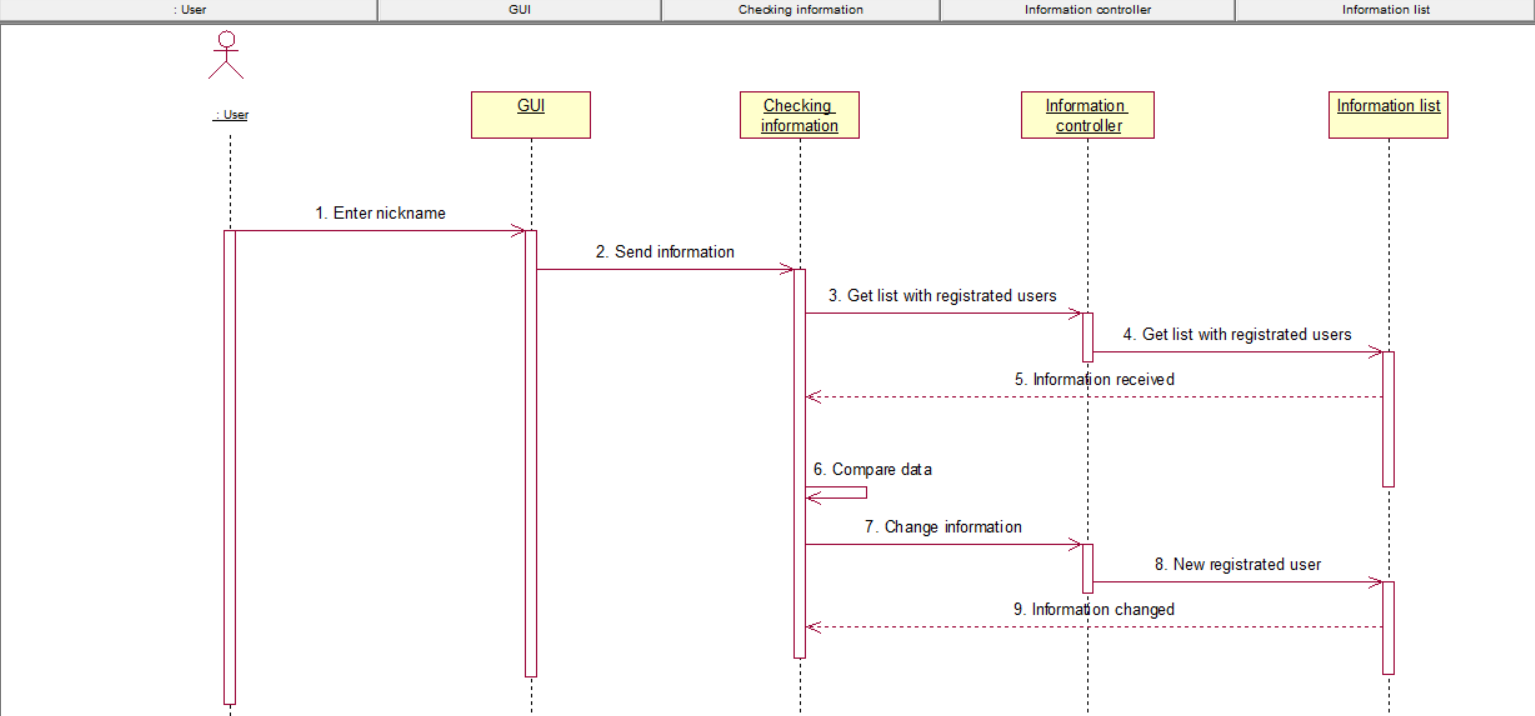 : User
GUI
Checking information
Information controller
Information list
: User
GUI
Checking
information
Information
controller
Information list
1. Enter nickname
2. Send information
3. Get list with registrated users
4. Get list with registrated users
5. Information received
6. Compare data
7. Change information
8. New registrated user
9. Information changed